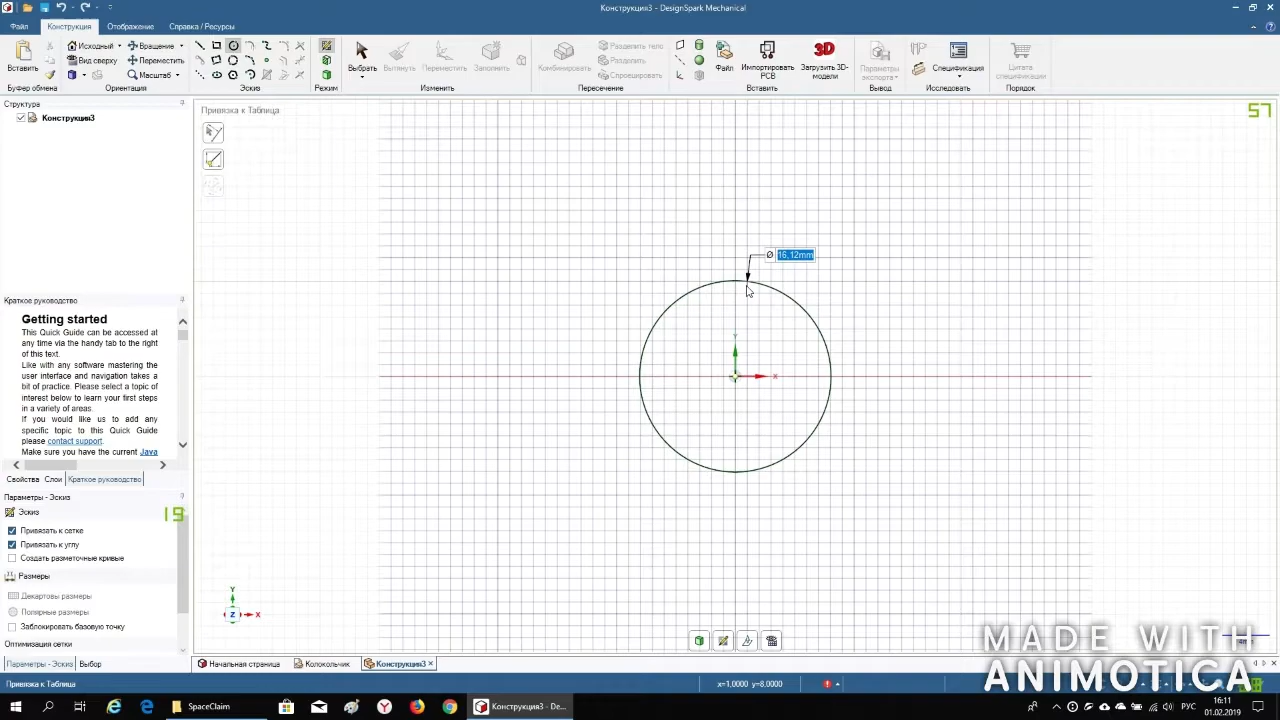 Конструкция3 - DesignSpark Mechanical
Файл Конструкция Отображение Справка / Ресурсы
Вставить
Исходный
Вид сверху
Вращение
Переместить
Масштаб
Выбрать
Вытянуть
Переместить
Заполнить
Комбинировать
Разделить тело
Разделить
Спроецировать
Файл
Импортировать PCB
3D
Загрузить 3D-модели
Параметры экспорта
Спецификация
Цитата спецификации
Буфер обмена Ориентация Эскиз Режим Изменить Пересечение Вставить Вывод Исследовать Порядок
Структура
Конструкция3
Привязка к Таблица
57
Ø 16,12mm
Y
X
Краткое руководство
Getting started
This Quick Guide can be accessed at
any time via the handy tab to the right
of this text.
Like with any software mastering the
user interface and navigation takes a
bit of practice. Please select a topic of
interest below to learn your first steps
in a variety of areas.
If you would like us to add any
specific topic to this Quick Guide
please contact support.
Make sure you have the current Java
Свойства Слои Краткое руководство
Параметры - Эскиз
Эскиз
19
Привязать к сетке
Привязать к углу
Создать разметочные кривые
Размеры
Декартовы размеры
Полярные размеры
Заблокировать базовую точку
Оптимизация сетки
Y
Z X
Параметры - Эскиз Выбор
Начальная страница Колокольчик Конструкция3
Привязка к Таблица
x=1,0000 y=8,0000
MADE WITH
ANIMOTICA
SpaceClaim
Конструкция3 - De...
РУС
16:11
01.02.2019